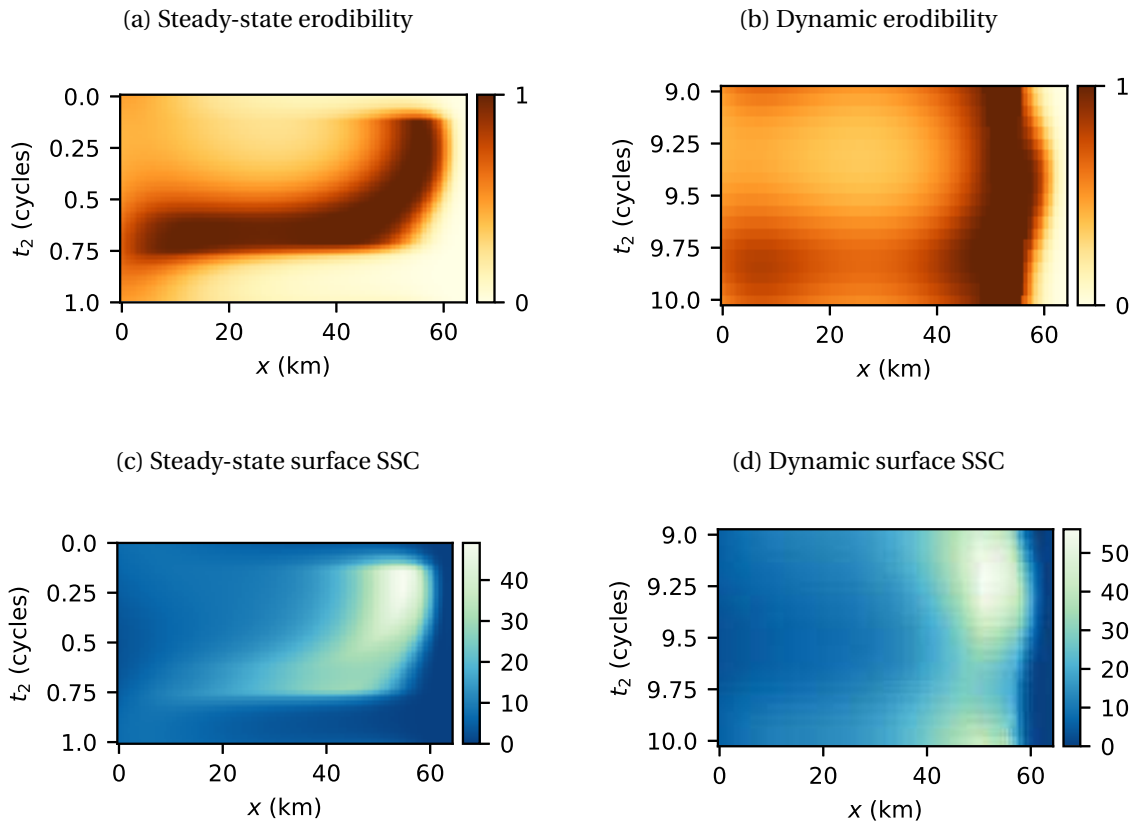 (a) Steady-state erodibility
0.0
0.25
0.5
0.75
1.0
t₂ (cycles)
0 20 40 60
x (km)
1
0
(b) Dynamic erodibility
9.0
9.25
9.5
9.75
10.0
t₂ (cycles)
0 20 40 60
x (km)
1
0
(c) Steady-state surface SSC
0.0
0.25
0.5
0.75
1.0
t₂ (cycles)
0 20 40 60
x (km)
40
30
20
10
0
(d) Dynamic surface SSC
9.0
9.25
9.5
9.75
10.0
t₂ (cycles)
0 20 40 60
x (km)
50
40
30
20
10
0